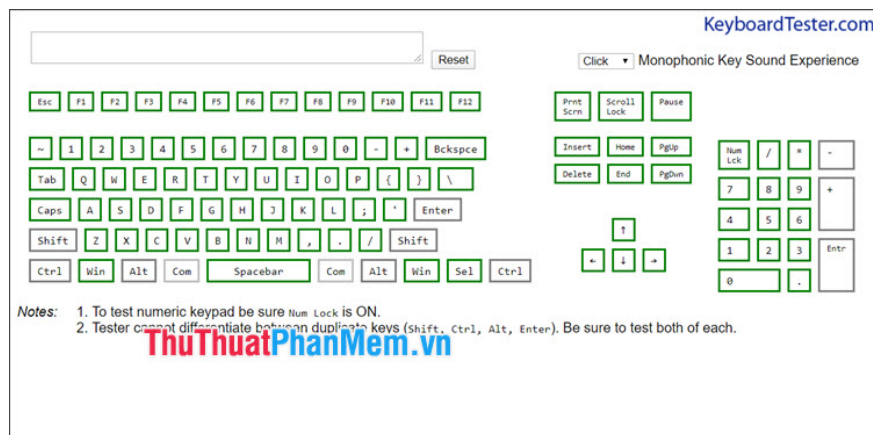 KeyboardTester.com
Reset
Click ▼ Monophonic Key Sound Experience
Esc F1 F2 F3 F4 F5 F6 F7 F8 F9 F10 F11 F12
Prnt Scrn Scroll Lock Pause
~ 1 2 3 4 5 6 7 8 9 0 - + Bckspce
Insert Home PgUp
Num Lck / * -
Tab Q W E R T Y U I O P { } \
Delete End PgDwn
7 8 9 +
Caps A S D F G H J K L ; ' Enter
4 5 6
Shift Z X C V B N M , . / Shift
↑
1 2 3 Entr
Ctrl Win Alt Com Spacebar Com Alt Win Sel Ctrl
← ↓ →
0 .
Notes: 1. To test numeric keypad be sure Num Lock is ON.
2. Tester cannot differentiate between duplicate keys (Shift, Ctrl, Alt, Enter). Be sure to test both of each.
ThuThuatPhanMem.vn